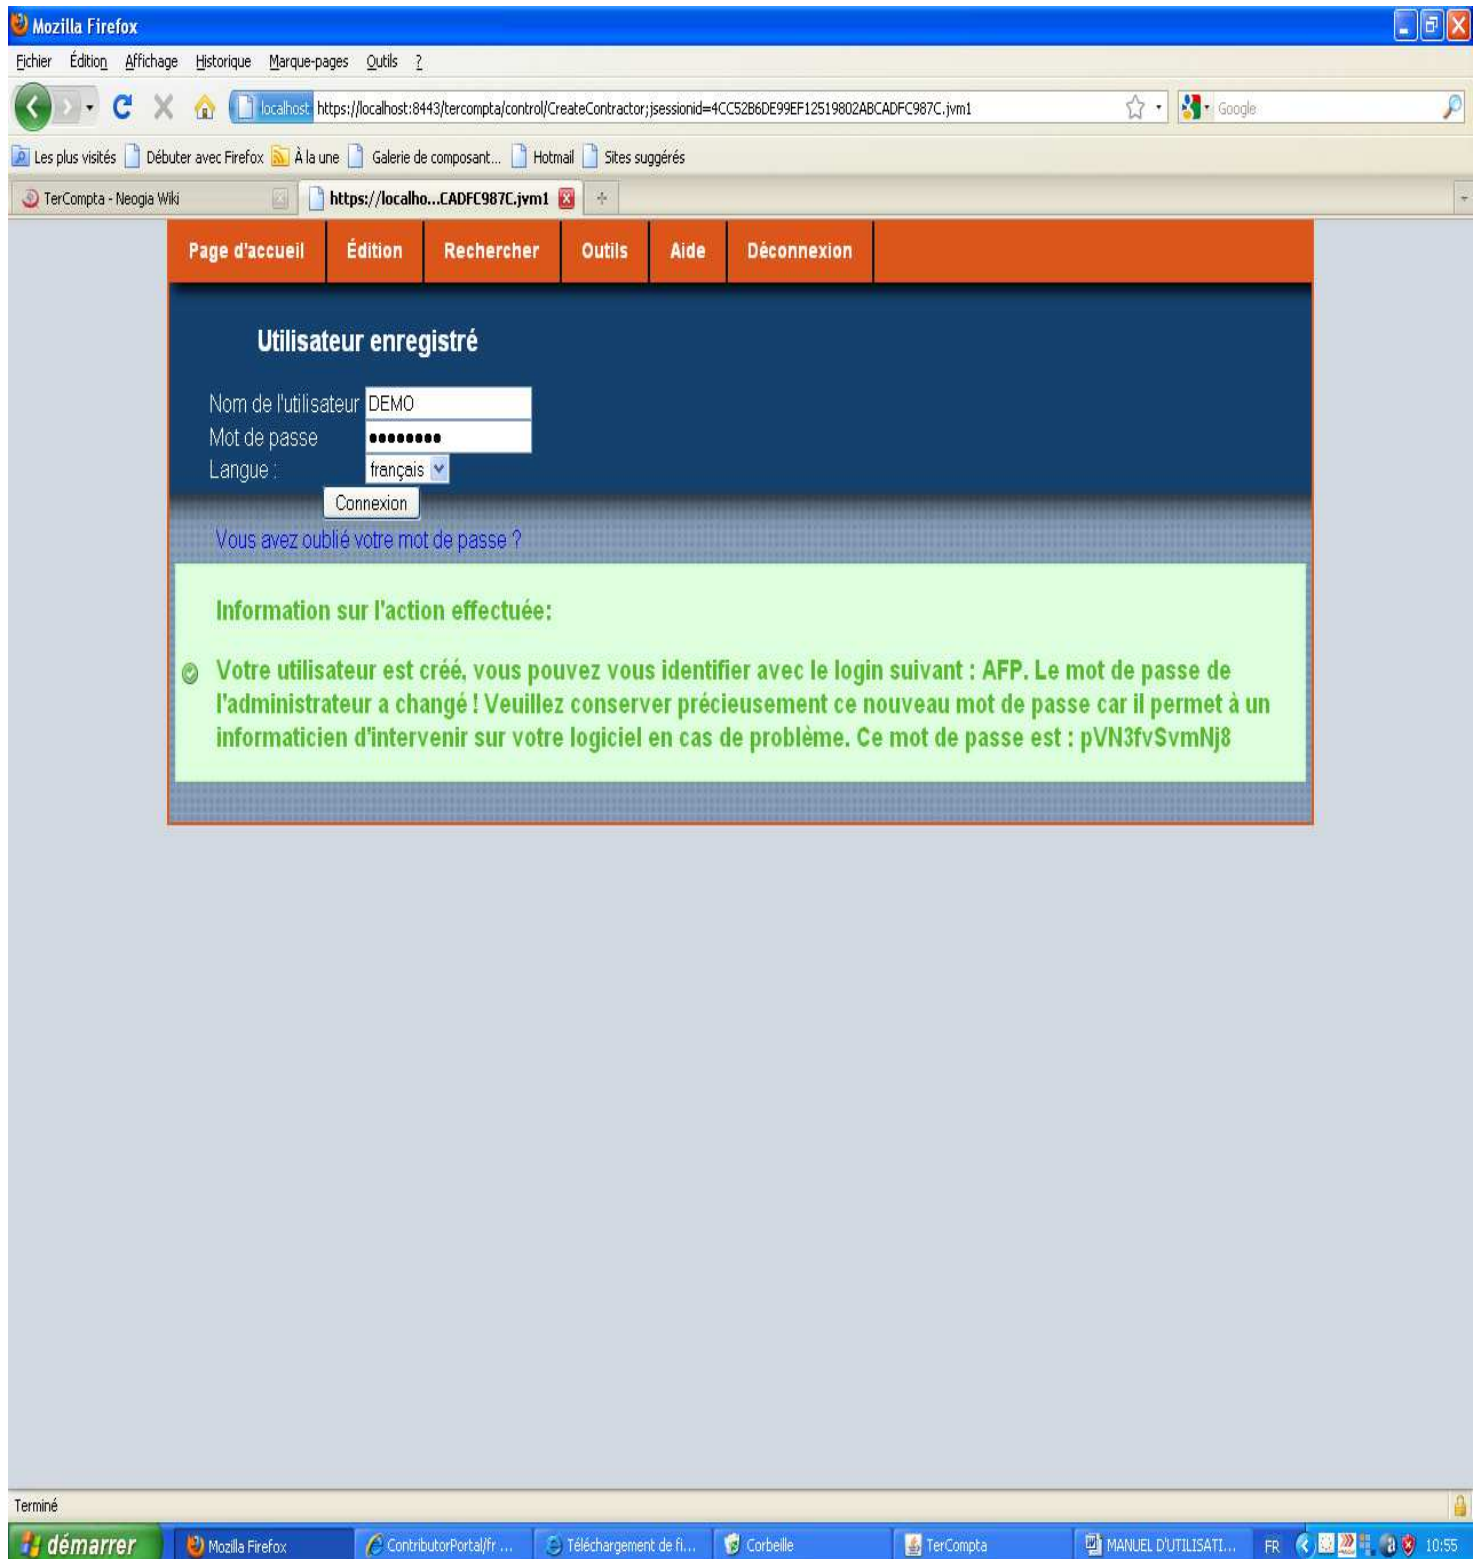 Mozilla Firefox
Fichier Édition Affichage Historique Marque-pages Outils ?
localhost https://localhost:8443/tercompta/control/CreateContractor;jsessionid=4CC52B6DE99EF12519802ABCADFC987C.jvm1 Google
Les plus visités Débuter avec Firefox À la une Galerie de composant... Hotmail Sites suggérés
TerCompta - Neogia Wiki https://localho...CADFC987C.jvm1
Page d'accueil Édition Rechercher Outils Aide Déconnexion
Utilisateur enregistré
Nom de l'utilisateur DEMO
Mot de passe ••••••••
Langue : français
Connexion
Vous avez oublié votre mot de passe ?
Information sur l'action effectuée:
Votre utilisateur est créé, vous pouvez vous identifier avec le login suivant : AFP. Le mot de passe de
l'administrateur a changé ! Veuillez conserver précieusement ce nouveau mot de passe car il permet à un
informaticien d'intervenir sur votre logiciel en cas de problème. Ce mot de passe est : pVN3fvSvmNj8
Terminé
démarrer Mozilla Firefox ContributorPortal/fr ... Téléchargement de fi... Corbeille TerCompta MANUEL D'UTILISATI... FR 10:55